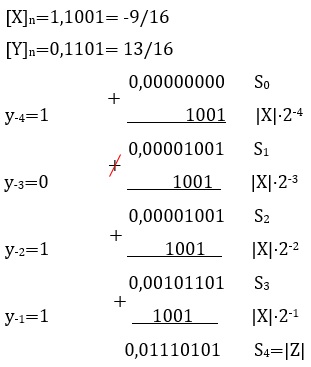 [X]п=1,1001= -9/16
[Y]п=0,1101= 13/16
0,00000000 S0
+
y-4=1 1001 |X|·2-4
0,00001001 S1
+
y-3=0 1001 |X|·2-3
0,00001001 S2
+
y-2=1 1001 |X|·2-2
0,00101101 S3
+
y-1=1 1001 |X|·2-1
0,01110101 S4=|Z|